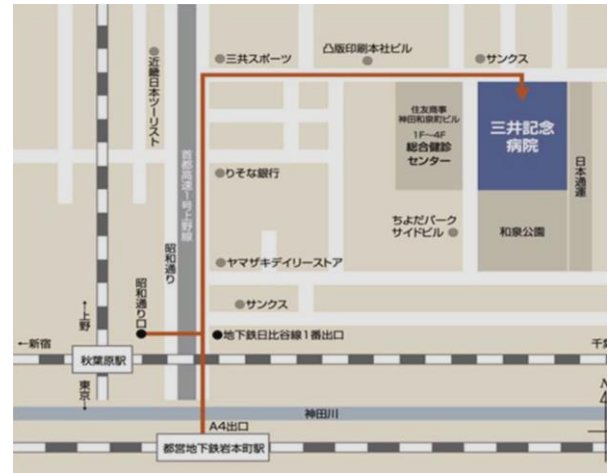 凸版印刷本社ビル
三共スポーツ
サンクス
近畿日本ツーリスト
住友商事
神田和泉町ビル
1F〜4F
総合健診
センター
三井記念
病院
日本通運
首都高速1号上野線
りそな銀行
昭和通り
ちよだパーク
サイドビル
和泉公園
ヤマザキデイリーストア
昭和通り口
サンクス
←上野
地下鉄日比谷線1番出口
←新宿
千葉
秋葉原駅
東京→
神田川
A4出口
都営地下鉄岩本町駅
N